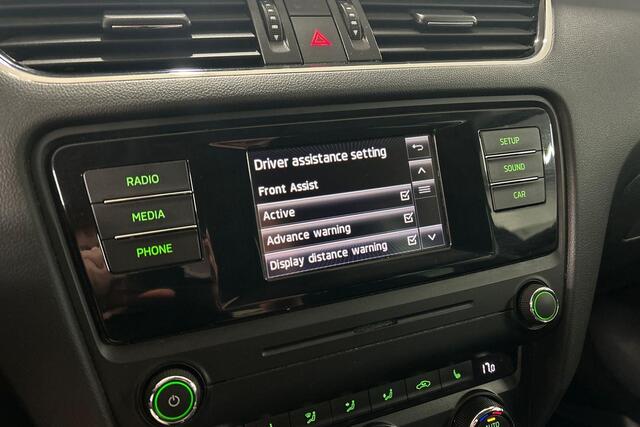 Driver assistance setting
Front Assist
Active
Advance warning
Display distance warning
RADIO
MEDIA
PHONE
SETUP
SOUND
CAR
17.0
AUTO